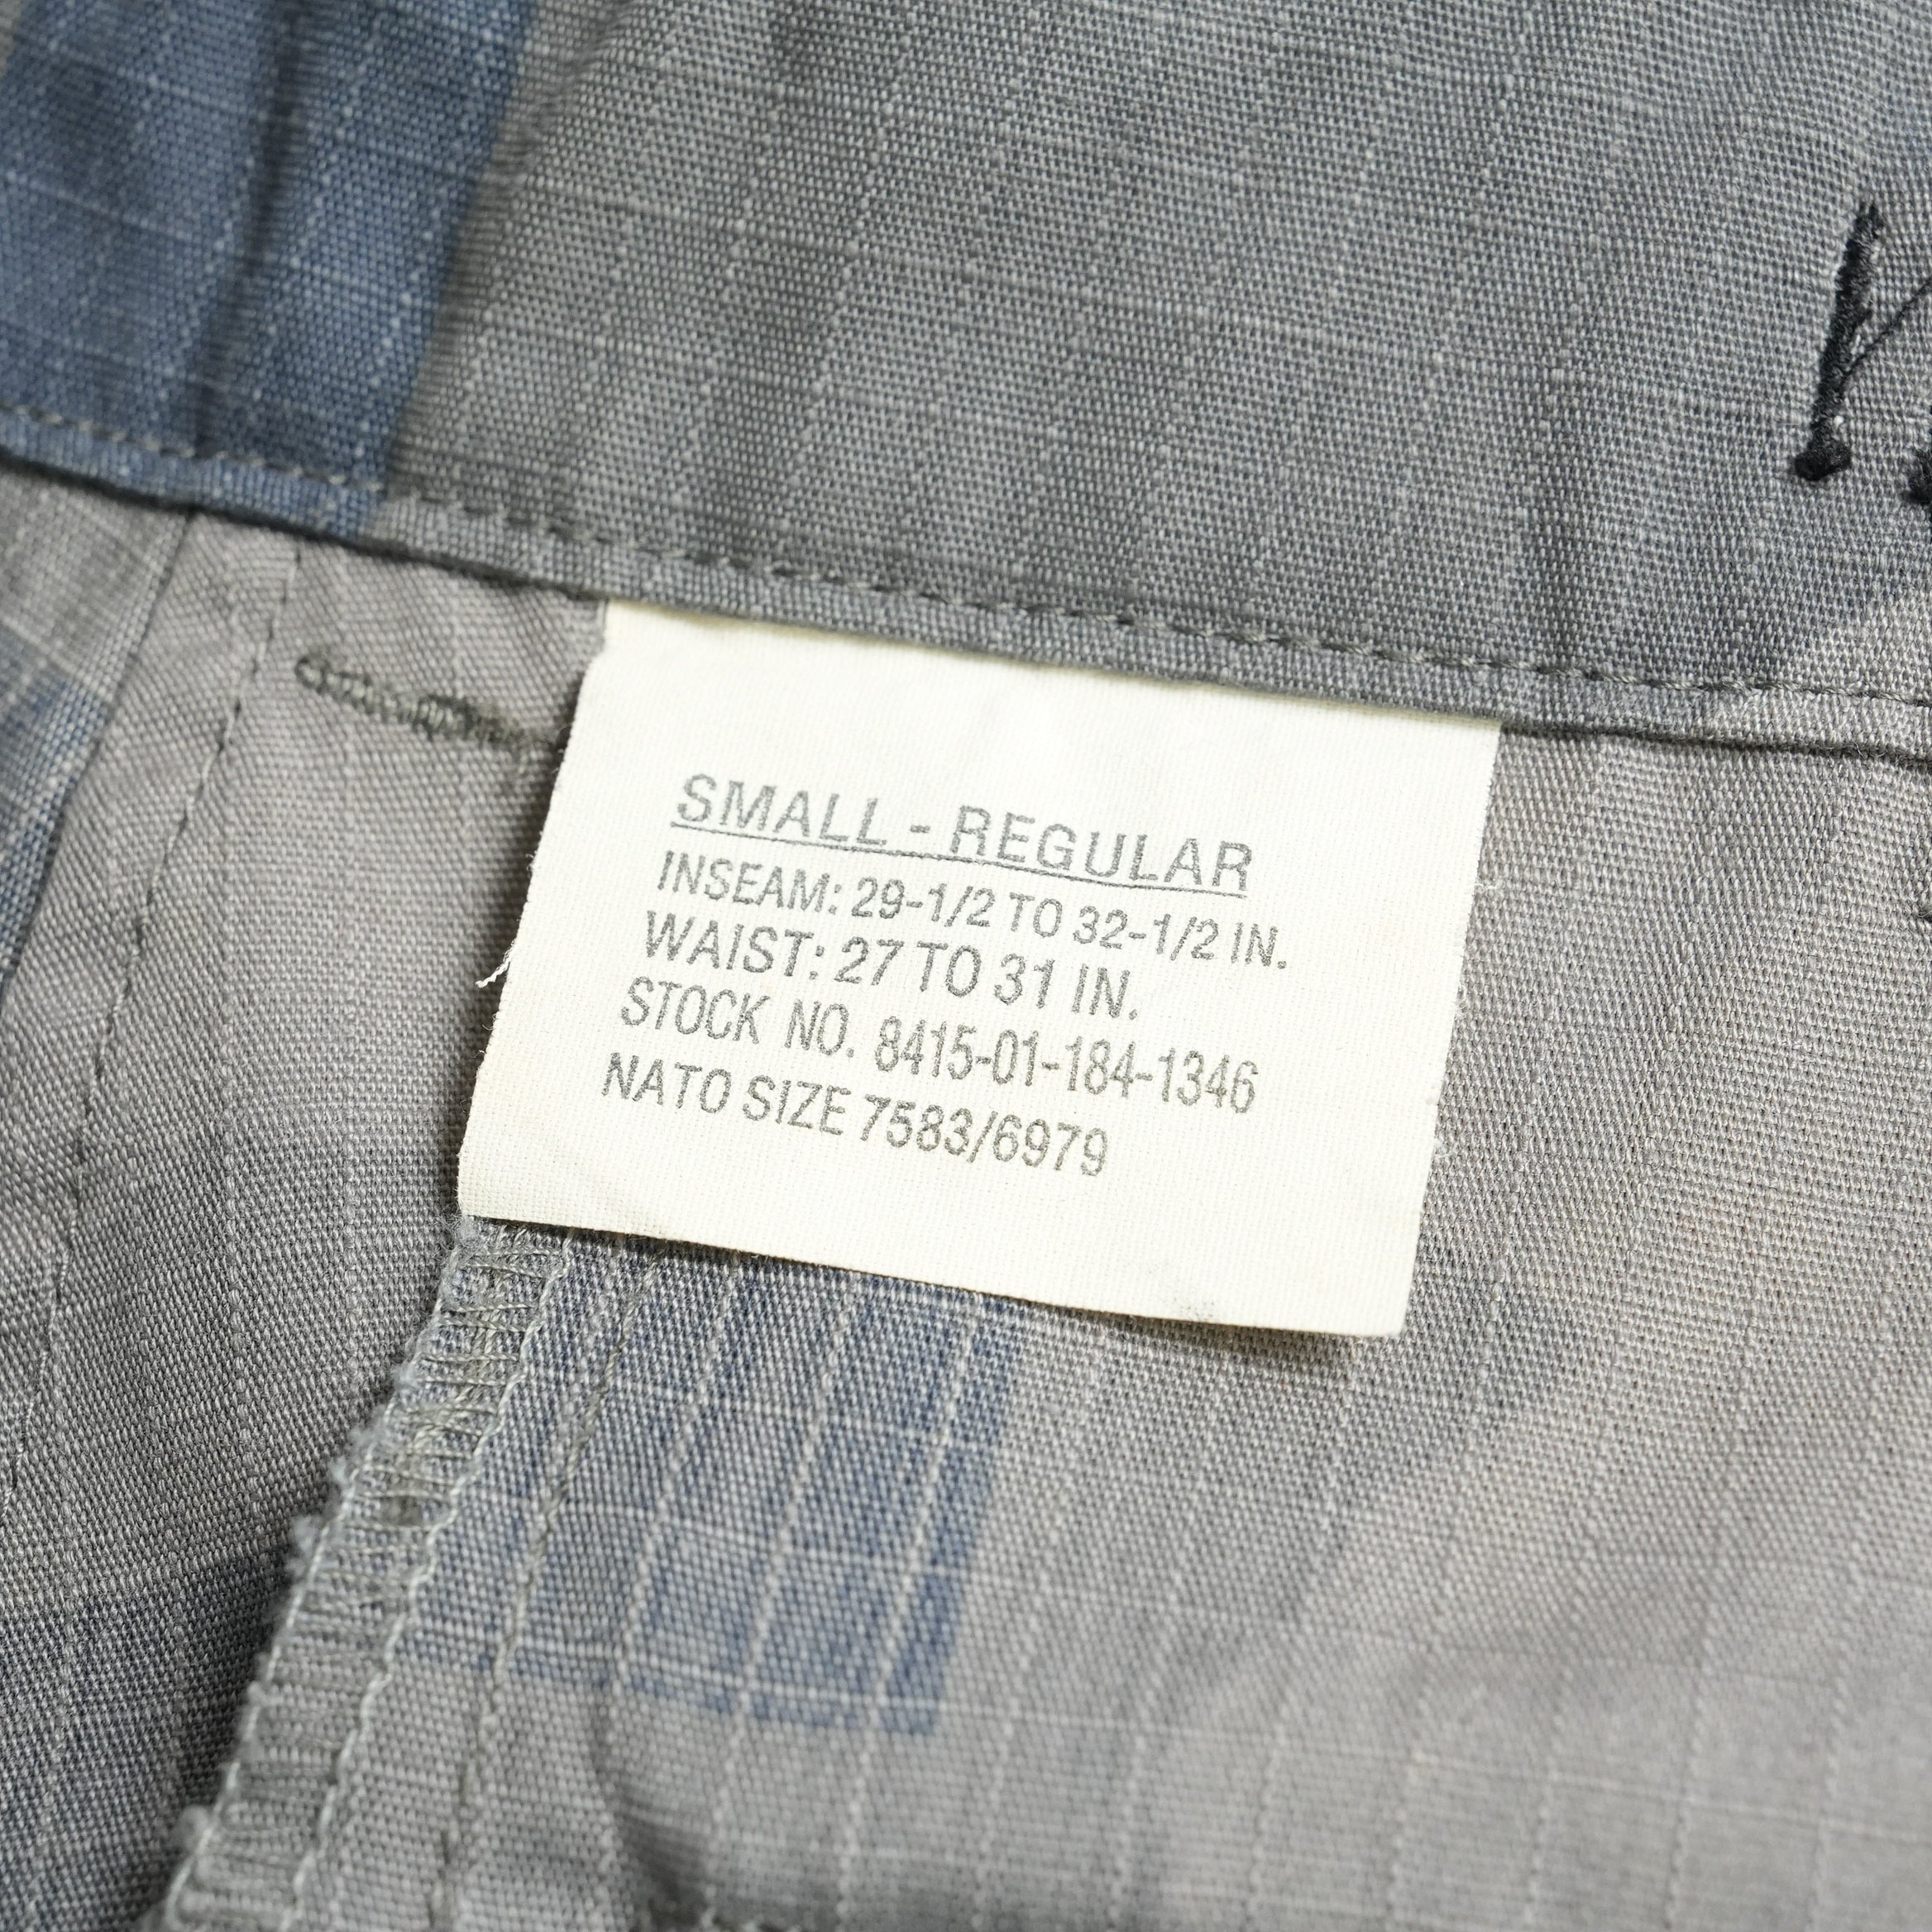 SMALL - REGULAR
INSEAM: 29-1/2 TO 32-1/2 IN.
WAIST: 27 TO 31 IN.
STOCK NO. 8415-01-184-1346
NATO SIZE 7583/6979